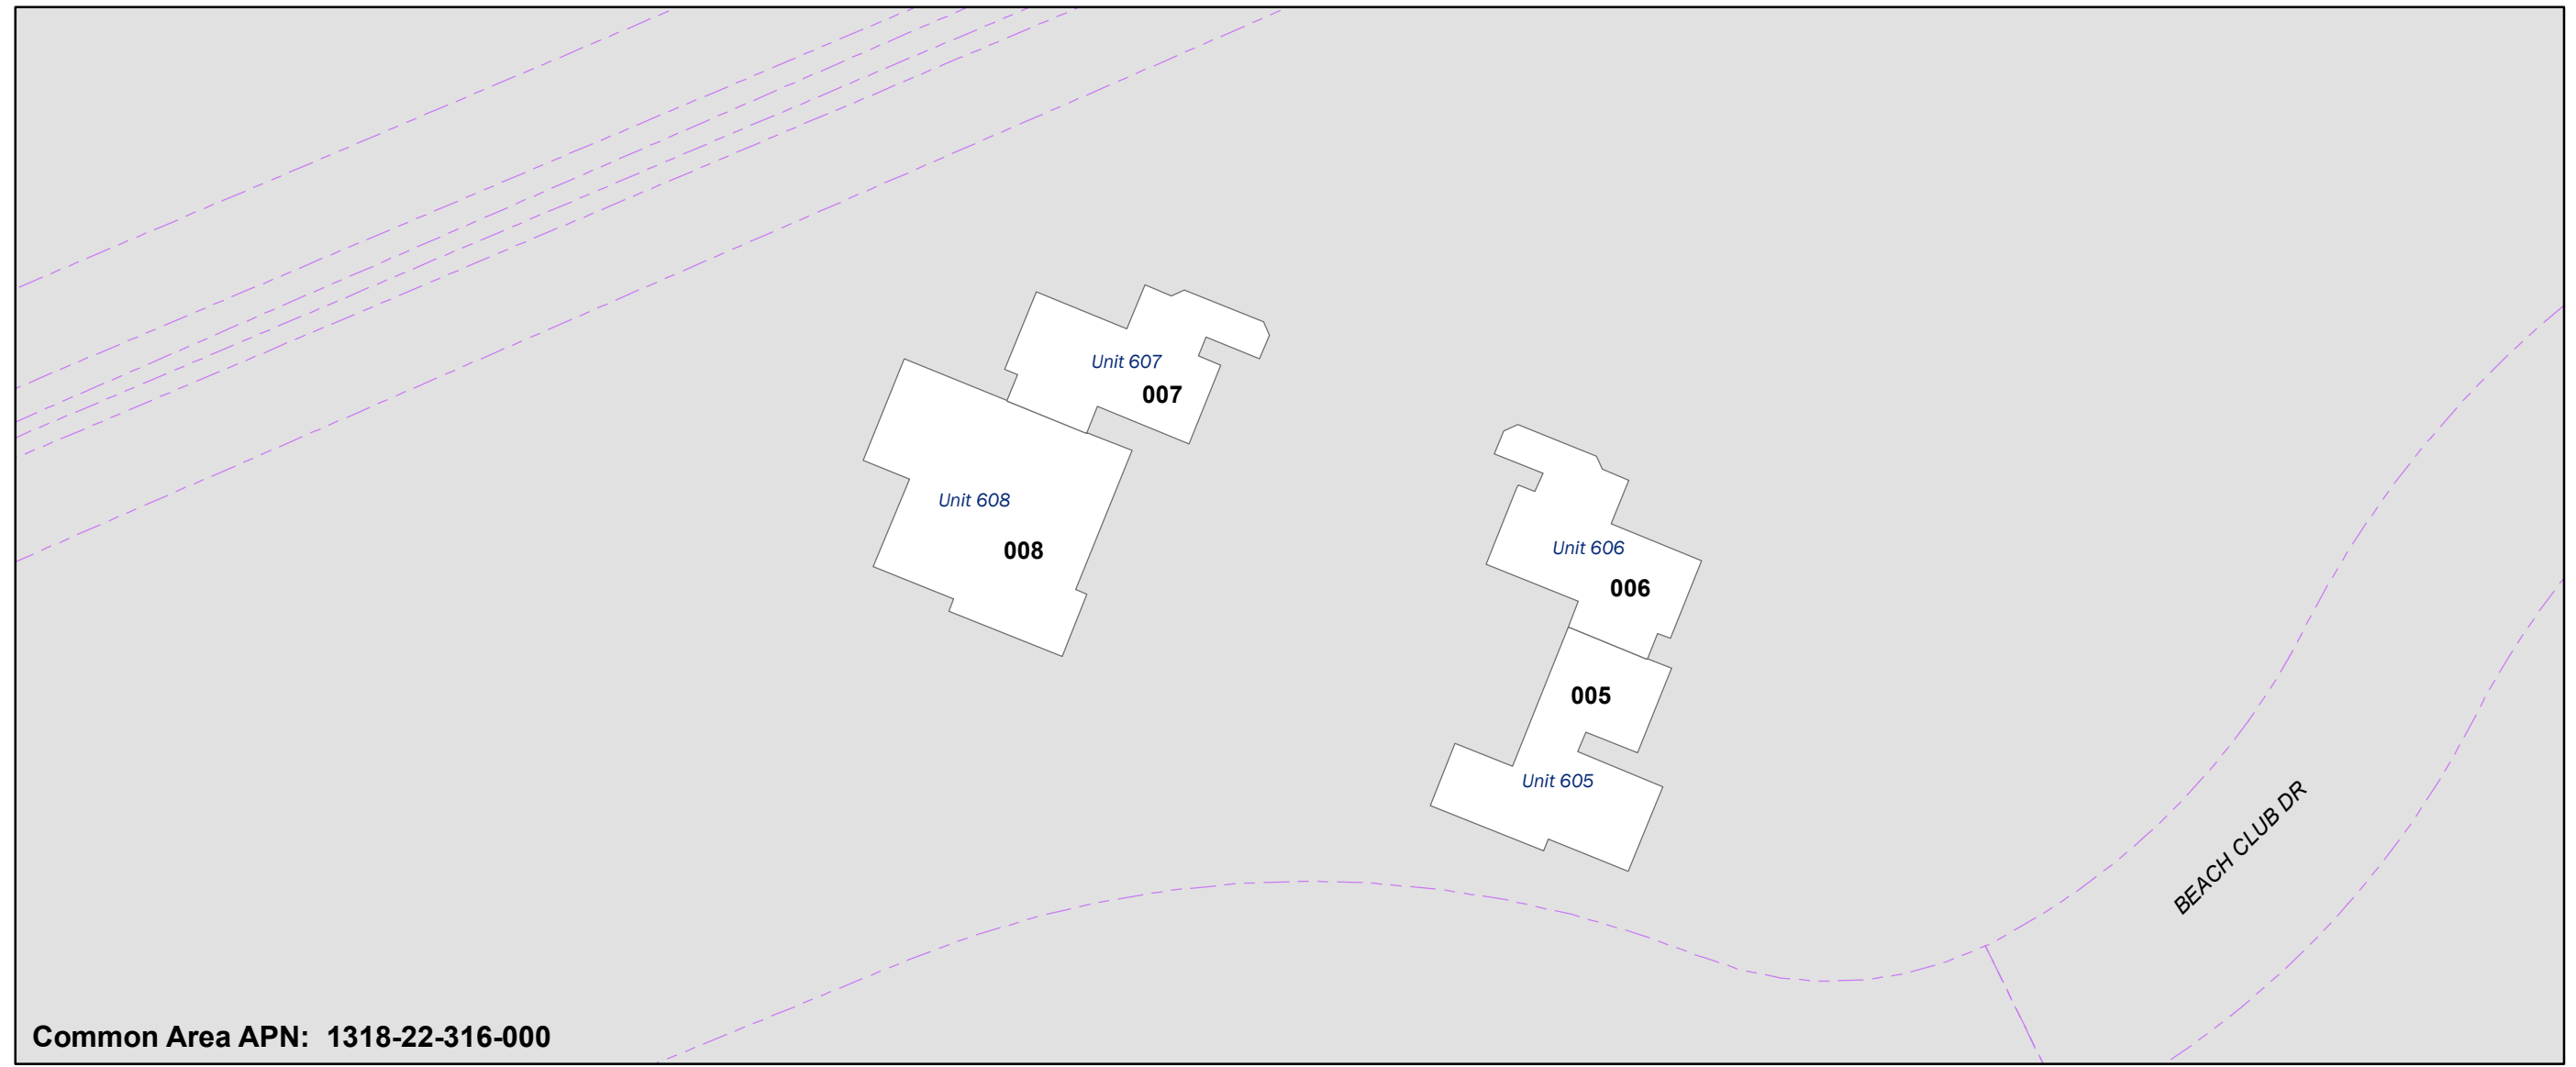 Unit 607
007
Unit 608
008
Unit 606
006
005
Unit 605
BEACH CLUB DR
Common Area APN: 1318-22-316-000